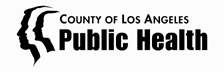 COUNTY OF LOS ANGELES
Public Health